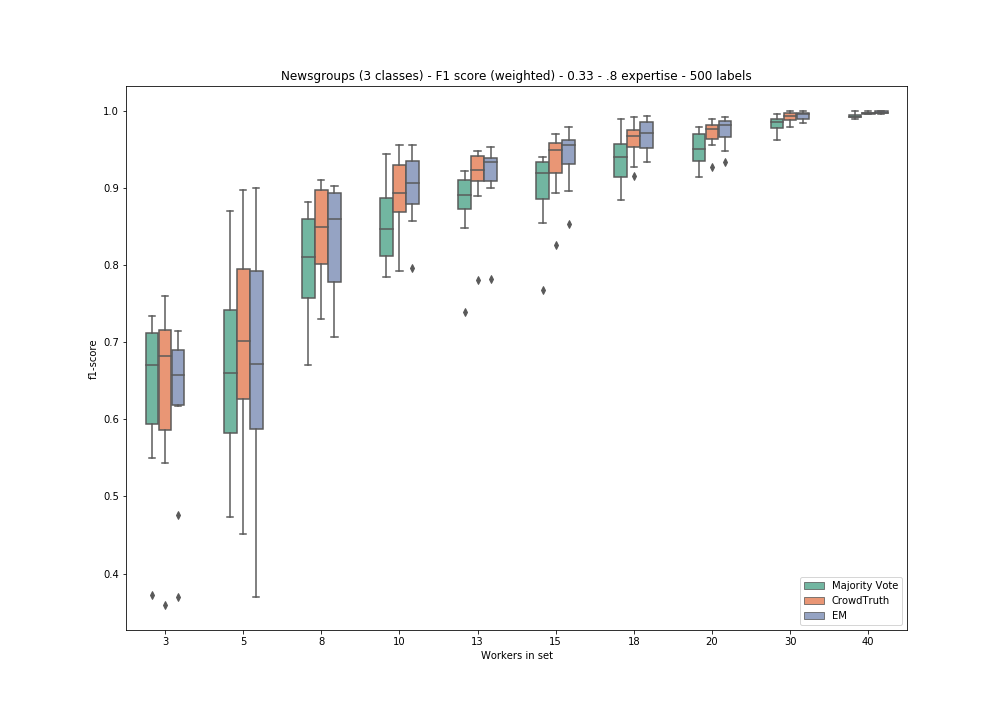 Newsgroups (3 classes) - F1 score (weighted) - 0.33 - .8 expertise - 500 labels
1.0
0.9
0.8
0.7
0.6
0.5
0.4
f1-score
3 5 8 10 13 15 18 20 30 40
Workers in set
Majority Vote
CrowdTruth
EM